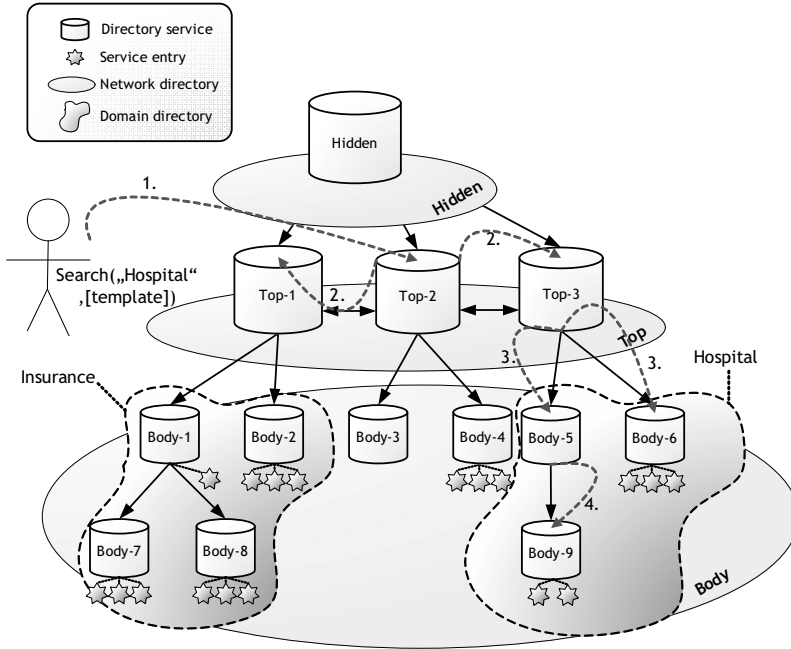 Directory service
Service entry
Network directory
Domain directory
Hidden
Hidden
1.
2.
Search(„Hospital“
,[template])
Top-1
2.
Top-2
Top-3
Top
3.
3.
Hospital
Insurance
Body-1
Body-2
Body-3
Body-4
Body-5
Body-6
4.
Body-7
Body-8
Body-9
Body